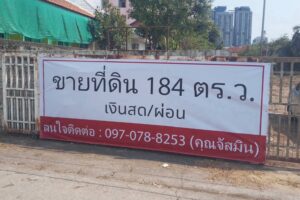 ขายที่ดิน 184 ตร.ว.
เงินสด/ผ่อน
สนใจติดต่อ : 097-078-8253 (คุณจัสมิน)